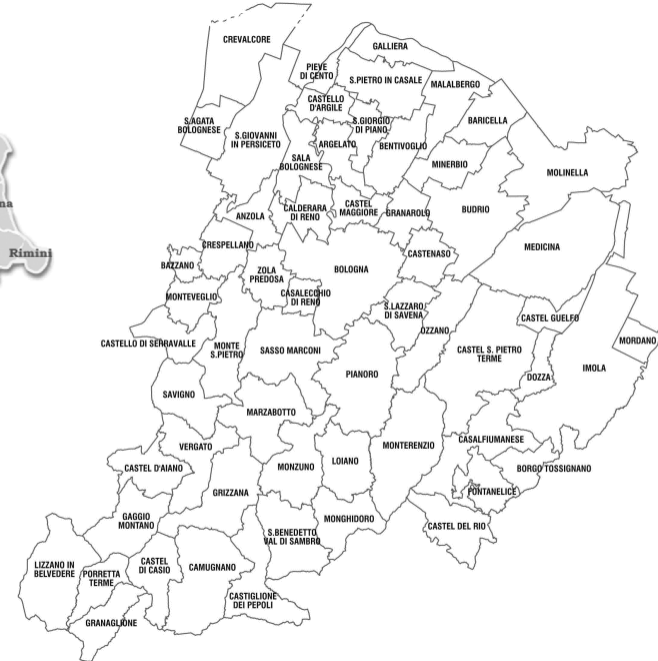 CREVALCORE
GALLIERA
PIEVE
DI CENTO
S.PIETRO IN CASALE
MALALBERGO
CASTELLO
D'ARGILE
S.AGATA
BOLOGNESE
S.GIOVANNI
IN PERSICETO
S.GIORGIO
DI PIANO
BARICELLA
ARGELATO
BENTIVOGLIO
SALA
BOLOGNESE
MINERBIO
MOLINELLA
CALDERARA
DI RENO
CASTEL
MAGGIORE
GRANAROLO
BUDRIO
ANZOLA
CRESPELLANO
MEDICINA
CASTENASO
BAZZANO
ZOLA
PREDOSA
BOLOGNA
Rimini
na
MONTEVEGLIO
CASALECCHIO
DI RENO
S.LAZZARO
DI SAVENA
CASTEL GUELFO
OZZANO
CASTELLO DI SERRAVALLE
MONTE
S.PIETRO
SASSO MARCONI
CASTEL S. PIETRO
TERME
MORDANO
IMOLA
PIANORO
DOZZA
SAVIGNO
MARZABOTTO
VERGATO
MONTERENZIO
CASALFIUMANESE
CASTEL D'AIANO
MONZUNO
LOIANO
BORGO TOSSIGNANO
GRIZZANA
FONTANELICE
GAGGIO
MONTANO
MONGHIDORO
CASTEL DEL RIO
S.BENEDETTO
VAL DI SAMBRO
LIZZANO IN
BELVEDERE
PORRETTA
TERME
CASTEL
DI CASIO
CAMUGNANO
CASTIGLIONE
DEI PEPOLI
GRANAGLIONE